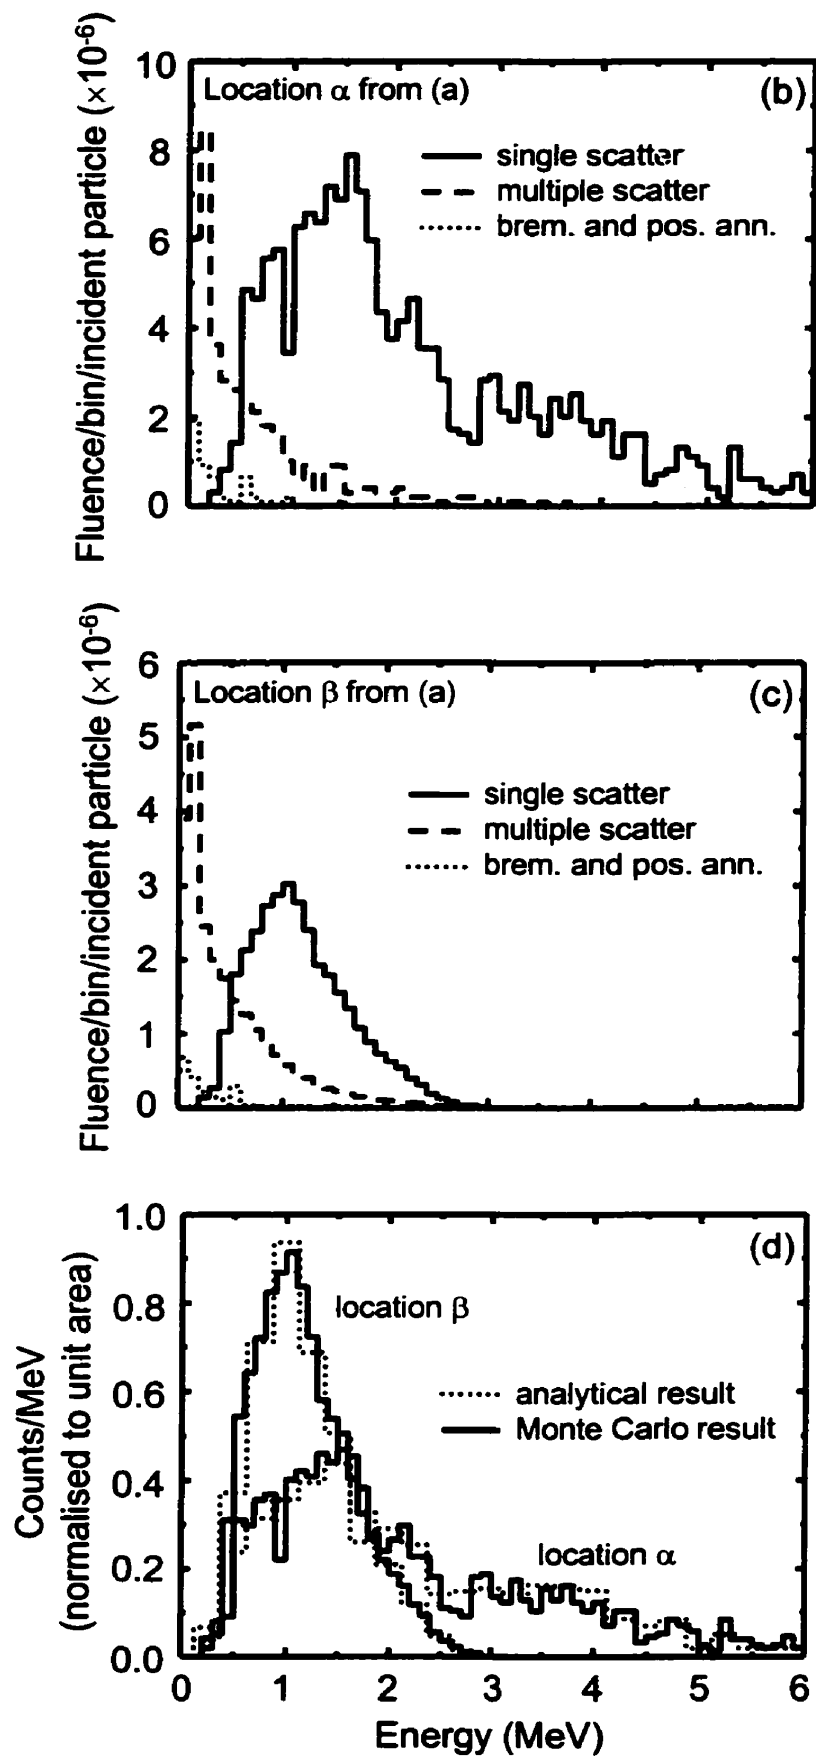 Fluence/bin/incident particle (×10-6)
10
8
6
4
2
0
Location α from (a)
(b)
single scatter
multiple scatter
brem. and pos. ann.
Fluence/bin/incident particle (×10-6)
6
5
4
3
2
1
0
Location β from (a)
(c)
single scatter
multiple scatter
brem. and pos. ann.
Counts/MeV
(normalised to unit area)
1.0
0.8
0.6
0.4
0.2
0.0
(d)
location β
analytical result
Monte Carlo result
location α
0 1 2 3 4 5 6
Energy (MeV)